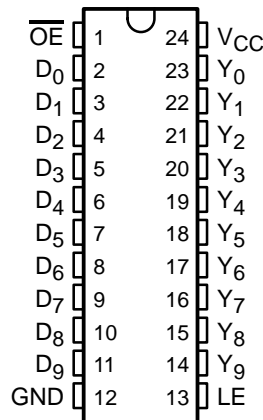 O̅E̅ 1 24 V_CC
D₀ 2 23 Y₀
D₁ 3 22 Y₁
D₂ 4 21 Y₂
D₃ 5 20 Y₃
D₄ 6 19 Y₄
D₅ 7 18 Y₅
D₆ 8 17 Y₆
D₇ 9 16 Y₇
D₈ 10 15 Y₈
D₉ 11 14 Y₉
GND 12 13 LE